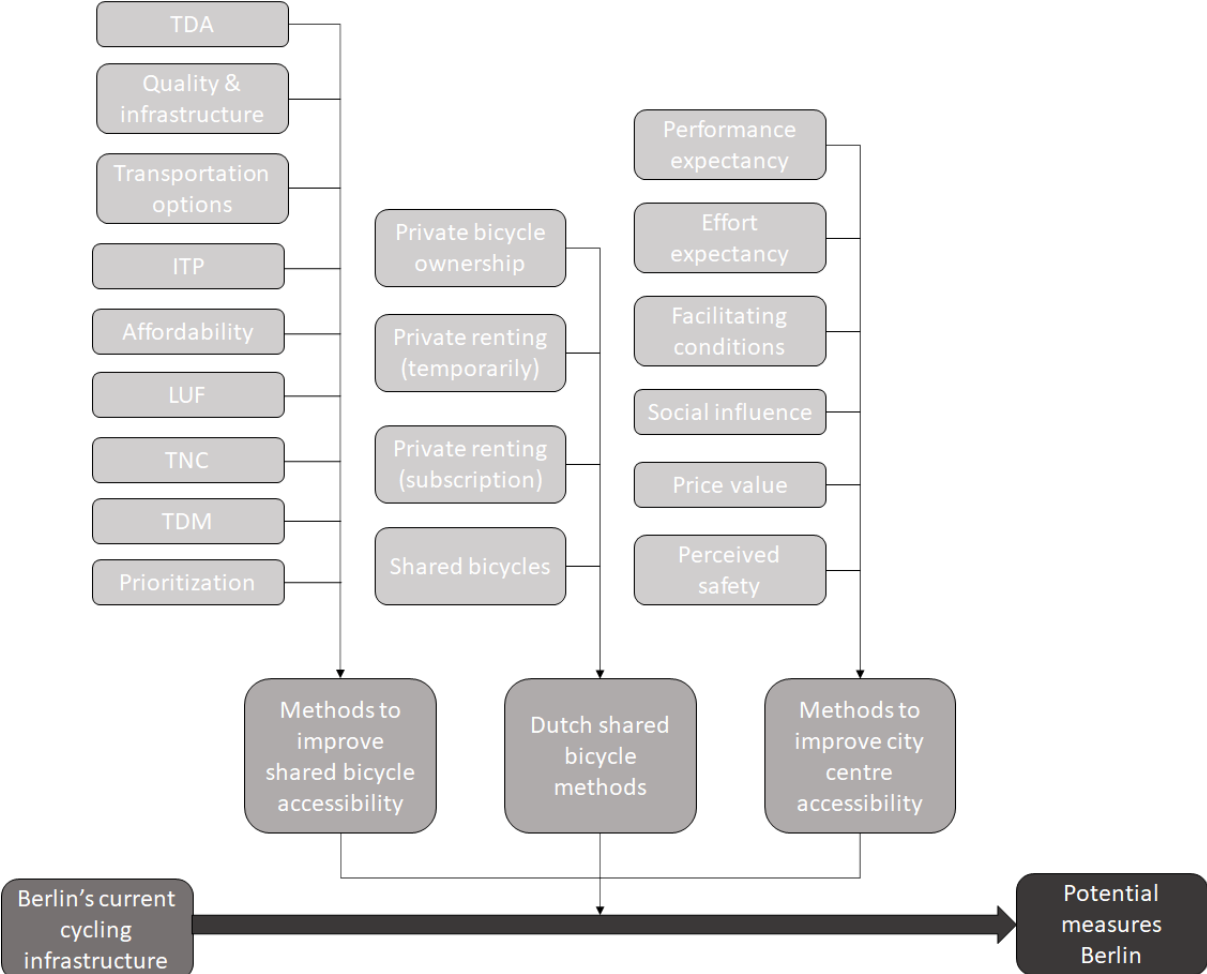 TDA
Quality &
infrastructure
Transportation
options
ITP
Affordability
LUF
TNC
TDM
Prioritization
Private bicycle
ownership
Private renting
(temporarily)
Private renting
(subscription)
Shared bicycles
Performance
expectancy
Effort
expectancy
Facilitating
conditions
Social influence
Price value
Perceived
safety
Methods to
improve
shared bicycle
accessibility
Dutch shared
bicycle
methods
Methods to
improve city
centre
accessibility
Berlin's current
cycling
infrastructure
Potential
measures
Berlin